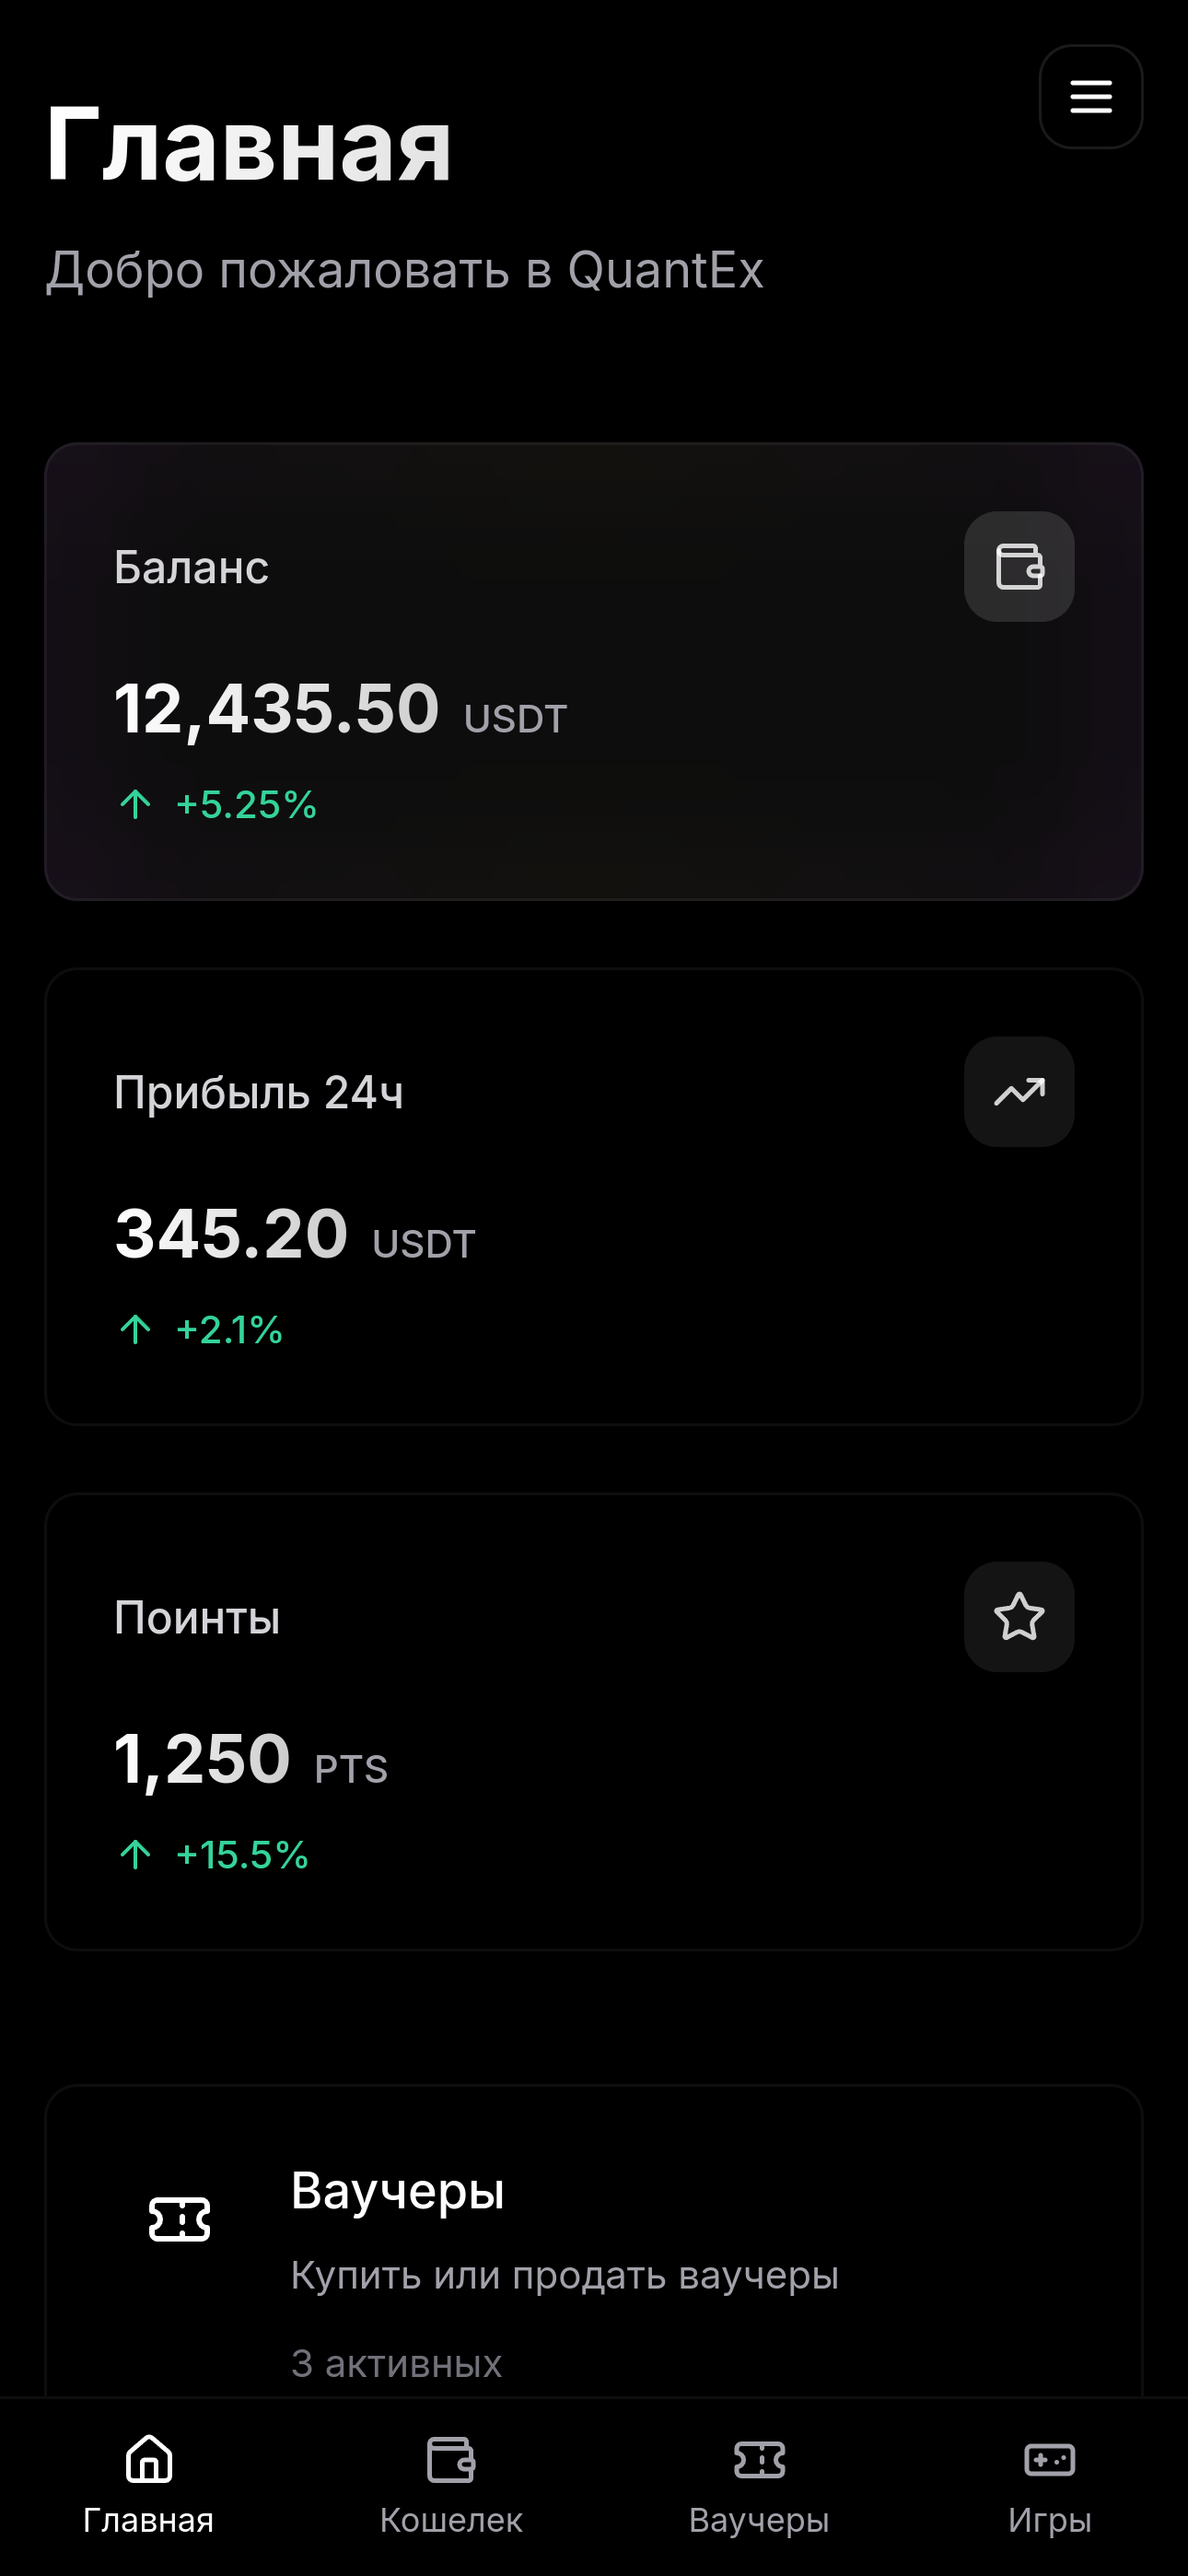 Главная
Добро пожаловать в QuantEx
Баланс
12,435.50 USDT
+5.25%
Прибыль 24ч
345.20 USDT
+2.1%
Поинты
1,250 PTS
+15.5%
Ваучеры
Купить или продать ваучеры
3 активных
Главная
Кошелек
Ваучеры
Игры